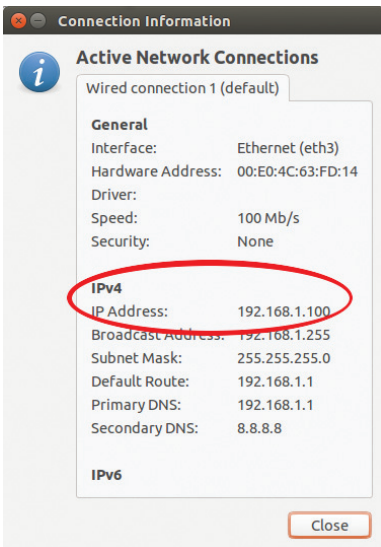 Connection Information
Active Network Connections
Wired connection 1 (default)
General
Interface: Ethernet (eth3)
Hardware Address: 00:E0:4C:63:FD:14
Driver:
Speed: 100 Mb/s
Security: None
IPv4
IP Address: 192.168.1.100
Broadcast Address: 192.168.1.255
Subnet Mask: 255.255.255.0
Default Route: 192.168.1.1
Primary DNS: 192.168.1.1
Secondary DNS: 8.8.8.8
IPv6
Close